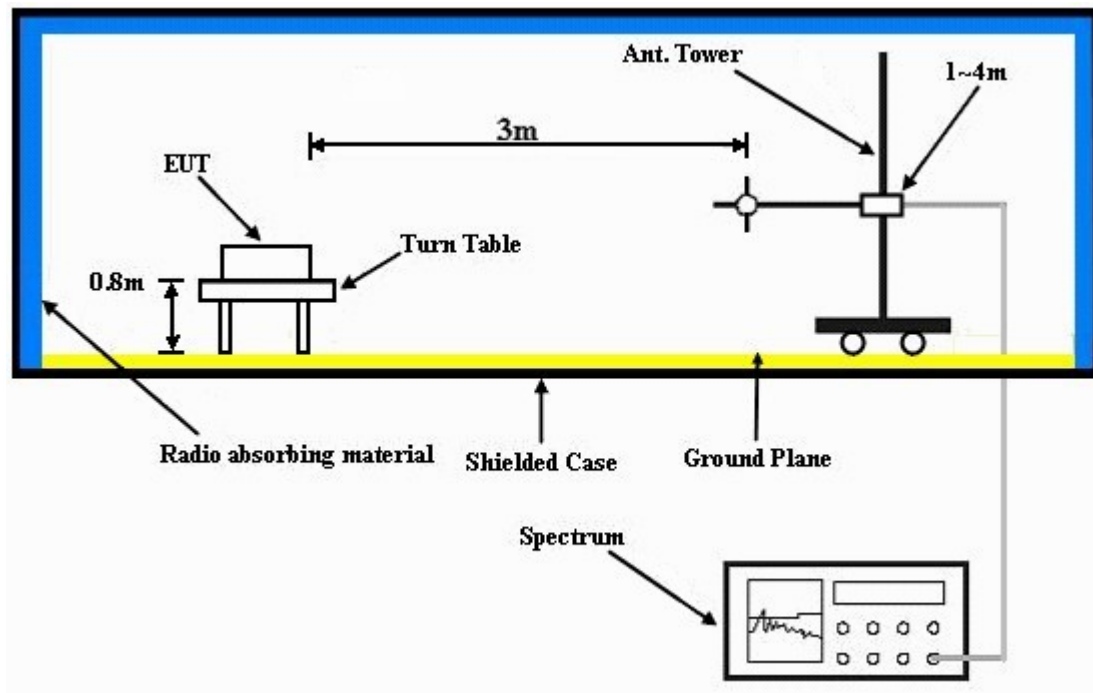 Ant. Tower
1~4m
3m
EUT
Turn Table
0.8m
Radio absorbing material
Shielded Case
Ground Plane
Spectrum